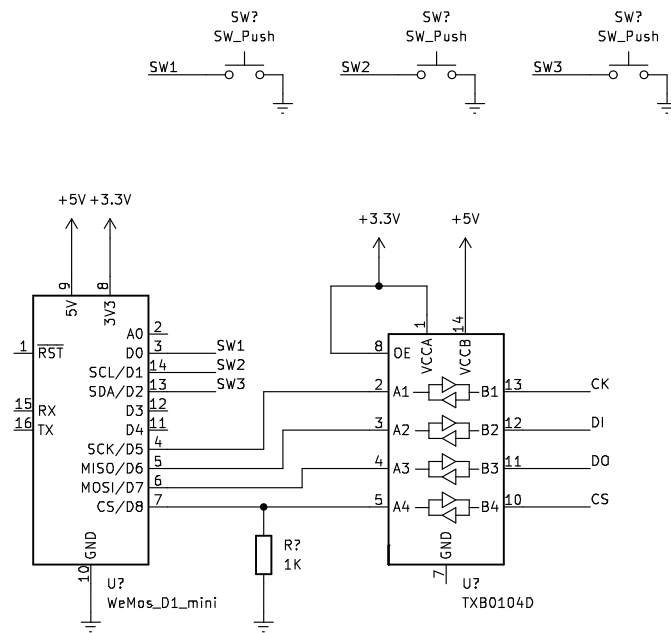 SW?
SW_Push
SW1
SW?
SW_Push
SW2
SW?
SW_Push
SW3
+5V
+3.3V
+3.3V
+5V
9
8
5V
3V3
1
14
VCCA
VCCB
A0 2
1 RST
D0 3 SW1
SCL/D1 14 SW2
SDA/D2 13 SW3
15 RX
D3 12
16 TX
D4 11
SCK/D5 4
MISO/D6 5
MOSI/D7 6
CS/D8 7
GND
10
U?
WeMos_D1_mini
R?
1K
8 OE
2 A1 B1 13 CK
3 A2 B2 12 DI
4 A3 B3 11 DO
5 A4 B4 10 CS
GND
7
U?
TXB0104D